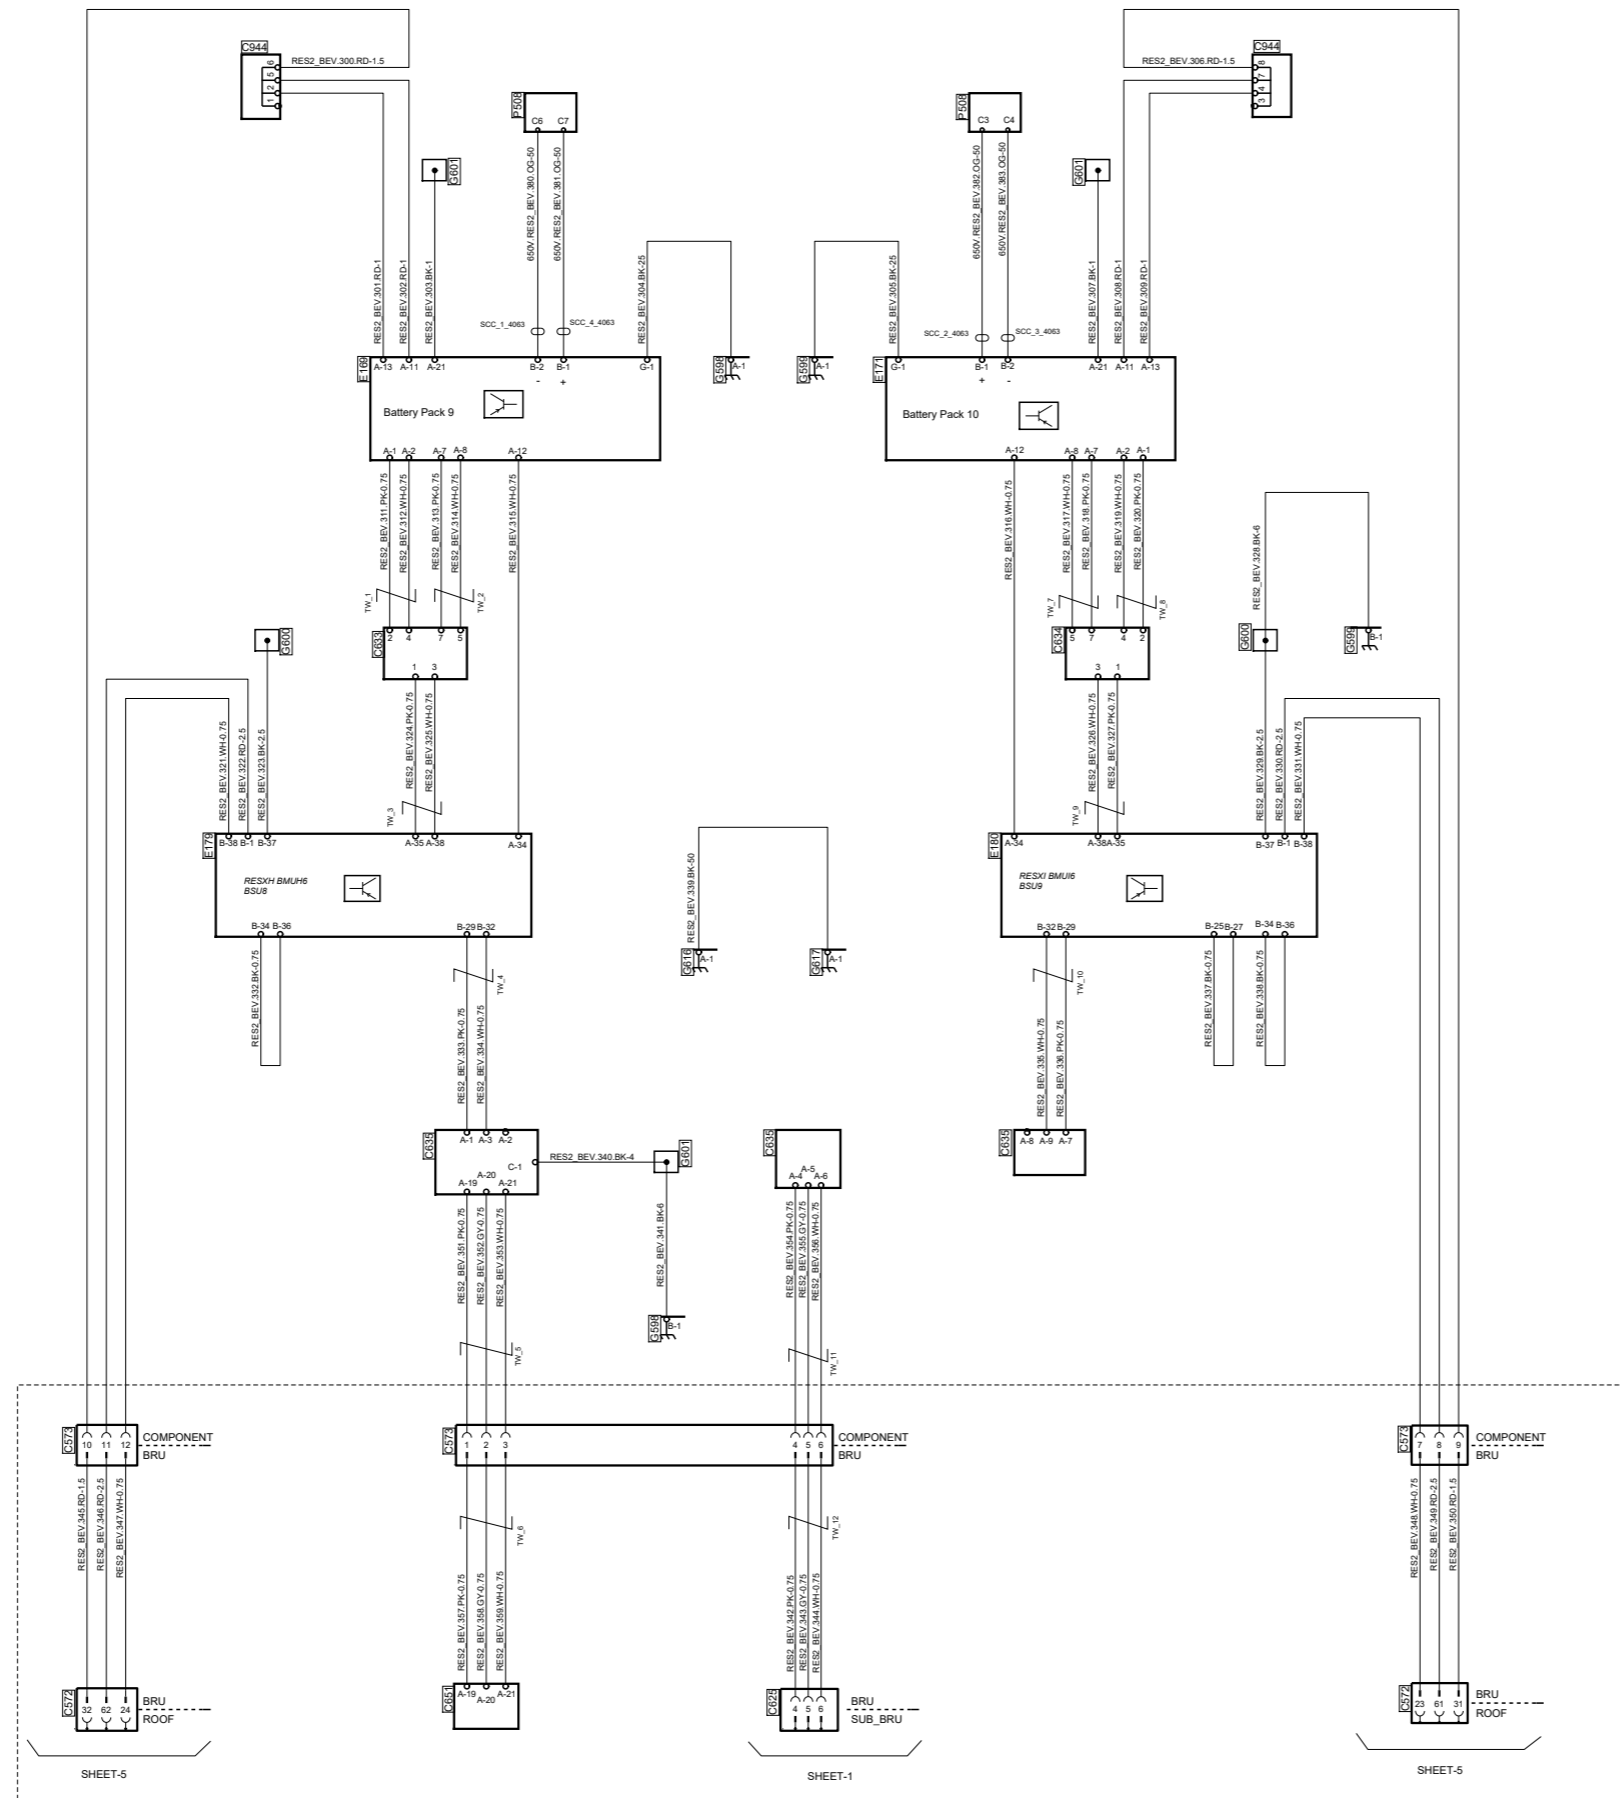 C944
6
5
2
1
RES2_BEV.300.RD-1.5
P508
C6 C7
G601
RES2_BEV.301.RD-1
RES2_BEV.302.RD-1
RES2_BEV.303.BK-1
650V.RES2_BEV.380.OG-50
650V.RES2_BEV.381.OG-50
SCC_1_4063
SCC_4_4063
RES2_BEV.304.BK-25
G598
A-1
C944
8
7
4
3
RES2_BEV.306.RD-1.5
P508
C3 C4
G601
RES2_BEV.305.BK-25
650V.RES2_BEV.382.OG-50
650V.RES2_BEV.383.OG-50
SCC_2_4063
SCC_3_4063
RES2_BEV.307.BK-1
RES2_BEV.308.RD-1
RES2_BEV.309.RD-1
G599
A-1
E169
A-13 A-11 A-21 B-2 B-1 G-1
- +
Battery Pack 9
A-1 A-2 A-7 A-8 A-12
E171
G-1 B-1 B-2 A-21 A-11 A-13
+ -
Battery Pack 10
A-12 A-8 A-7 A-2 A-1
RES2_BEV.311.PK-0.75
RES2_BEV.312.WH-0.75
RES2_BEV.313.PK-0.75
RES2_BEV.314.WH-0.75
RES2_BEV.315.WH-0.75
TW_1
TW_2
RES2_BEV.316.WH-0.75
RES2_BEV.317.WH-0.75
RES2_BEV.318.PK-0.75
RES2_BEV.319.WH-0.75
RES2_BEV.320.PK-0.75
TW_7
TW_8
RES2_BEV.328.BK-6
G600
C633
2 4 7 5
1 3
C634
5 7 4 2
3 1
G600
G599
B-1
RES2_BEV.321.WH-0.75
RES2_BEV.322.RD-2.5
RES2_BEV.323.BK-2.5
RES2_BEV.324.PK-0.75
RES2_BEV.325.WH-0.75
TW_3
RES2_BEV.326.WH-0.75
RES2_BEV.327.PK-0.75
TW_9
RES2_BEV.329.BK-2.5
RES2_BEV.330.RD-2.5
RES2_BEV.331.WH-0.75
E179
B-38 B-1 B-37 A-35 A-38 A-34
RESXH BMUH6
BSU8
B-34 B-36 B-29 B-32
E180
A-34 A-38 A-35 B-37 B-1 B-38
RESXI BMUI6
BSU9
B-32 B-29 B-25 B-27 B-34 B-36
RES2_BEV.339.BK-50
G616
A-1
G617
A-1
RES2_BEV.332.BK-0.75
TW_4
RES2_BEV.333.PK-0.75
RES2_BEV.334.WH-0.75
TW_10
RES2_BEV.335.WH-0.75
RES2_BEV.336.PK-0.75
RES2_BEV.337.BK-0.75
RES2_BEV.338.BK-0.75
C635
A-1 A-3 A-2
C-1
A-19 A-20 A-21
RES2_BEV.340.BK-4
G601
C635
A-4 A-5 A-6
C635
A-8 A-9 A-7
RES2_BEV.351.PK-0.75
RES2_BEV.352.GY-0.75
RES2_BEV.353.WH-0.75
RES2_BEV.341.BK-6
G598
B-1
RES2_BEV.354.PK-0.75
RES2_BEV.355.GY-0.75
RES2_BEV.356.WH-0.75
TW_5
TW_11
C573
10 11 12
COMPONENT
BRU
C573
1 2 3 4 5 6
COMPONENT
BRU
C573
7 8 9
COMPONENT
BRU
RES2_BEV.345.RD-1.5
RES2_BEV.346.RD-2.5
RES2_BEV.347.WH-0.75
TW_6
TW_12
RES2_BEV.348.WH-0.75
RES2_BEV.349.RD-2.5
RES2_BEV.350.RD-1.5
RES2_BEV.357.PK-0.75
RES2_BEV.358.GY-0.75
RES2_BEV.359.WH-0.75
RES2_BEV.342.PK-0.75
RES2_BEV.343.GY-0.75
RES2_BEV.344.WH-0.75
C572
32 62 24
BRU
ROOF
C651
A-19 A-20 A-21
C625
4 5 6
BRU
SUB_BRU
C572
23 61 31
BRU
ROOF
SHEET-5
SHEET-1
SHEET-5